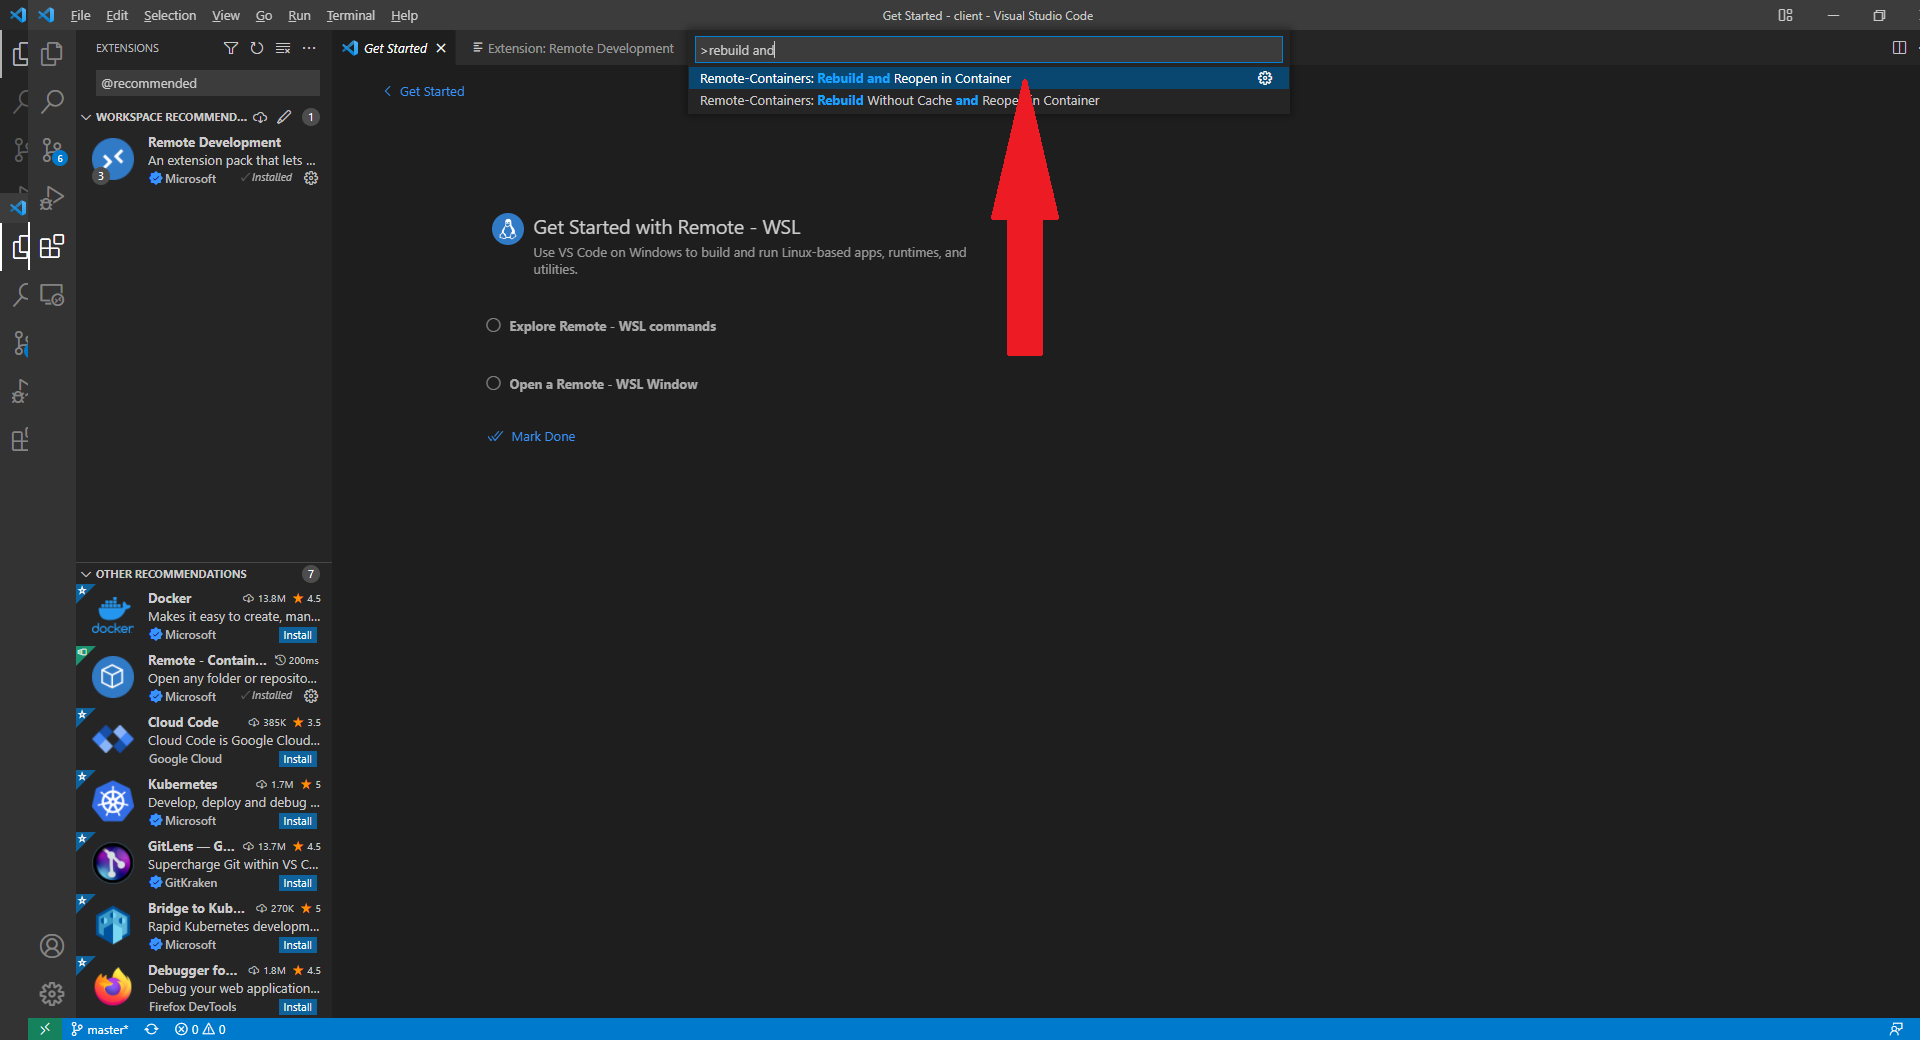 File Edit Selection View Go Run Terminal Help
Get Started - client - Visual Studio Code
EXTENSIONS
Get Started
Extension: Remote Development
>rebuild and
Remote-Containers: Rebuild and Reopen in Container
Remote-Containers: Rebuild Without Cache and Reopen in Container
@recommended
Get Started
WORKSPACE RECOMMEND... 1
Remote Development
An extension pack that lets ...
Microsoft Installed
3
6
Get Started with Remote - WSL
Use VS Code on Windows to build and run Linux-based apps, runtimes, and
utilities.
Explore Remote - WSL commands
Open a Remote - WSL Window
Mark Done
OTHER RECOMMENDATIONS 7
Docker 13.8M 4.5
Makes it easy to create, man...
docker
Microsoft Install
Remote - Contain... 200ms
Open any folder or reposito...
Microsoft Installed
Cloud Code 385K 3.5
Cloud Code is Google Cloud...
Google Cloud Install
Kubernetes 1.7M 5
Develop, deploy and debug ...
Microsoft Install
GitLens — G... 13.7M 4.5
Supercharge Git within VS C...
GitKraken Install
Bridge to Kub... 270K 5
Rapid Kubernetes developm...
Microsoft Install
Debugger fo... 1.8M 4.5
Debug your web application...
Firefox DevTools Install
master* 0 0